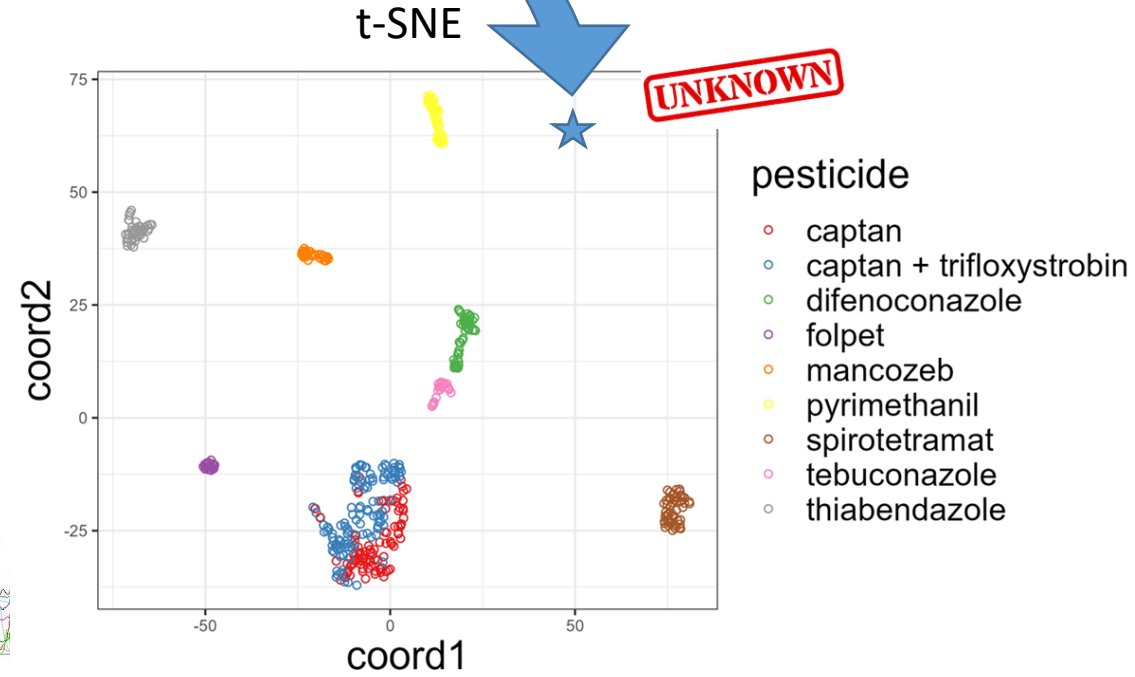 t-SNE
UNKNOWN
75
50
25
0
-25
-50
0
50
coord2
coord1
pesticide
captan
captan + trifloxystrobin
difenoconazole
folpet
mancozeb
pyrimethanil
spirotetramat
tebuconazole
thiabendazole